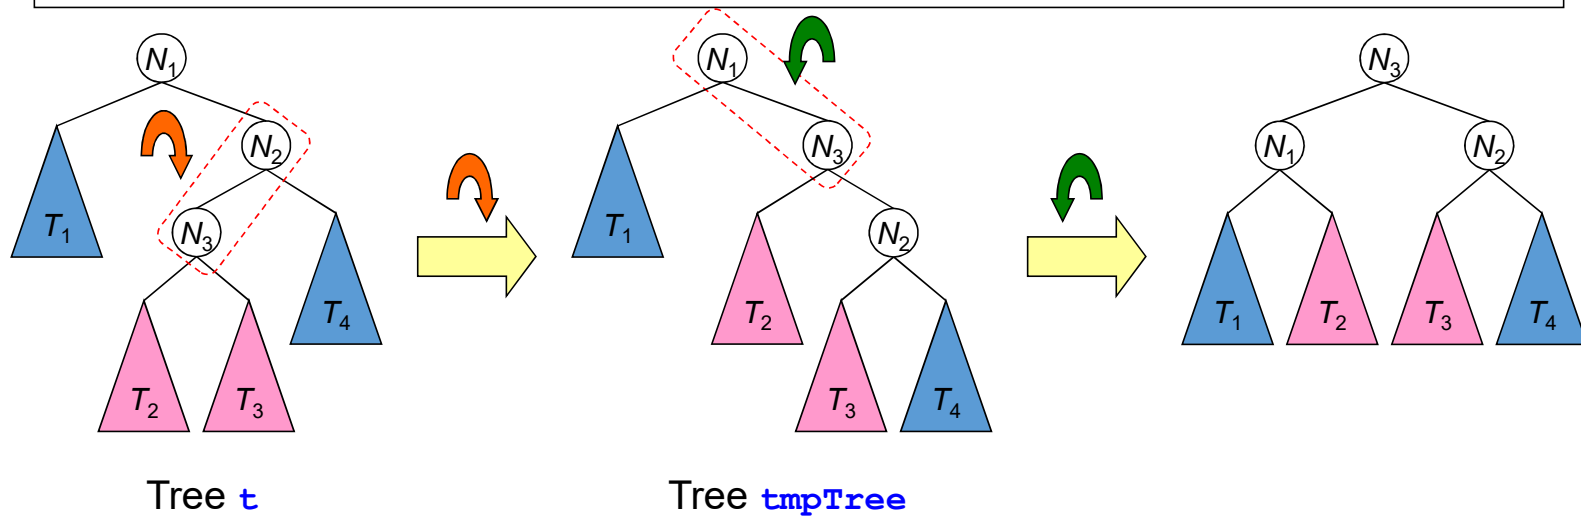 N1 N1 N3
N2 N3 N1 N2
T1 N3 T1 N2
T4 T2 T1 T2 T3 T4
T2 T3 T3 T4
Tree t Tree tmpTree